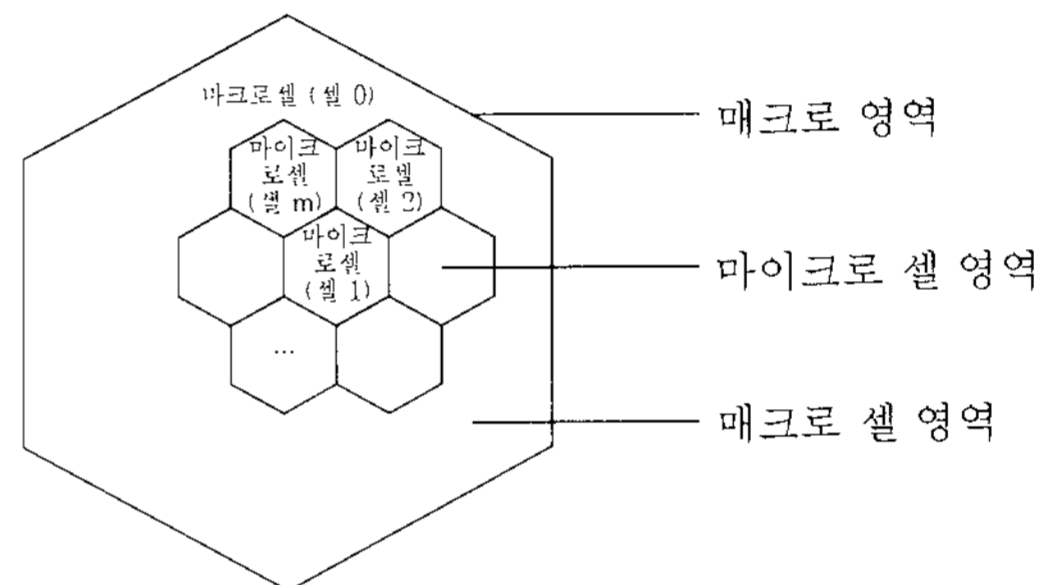 마크로셀 (셀 0)
매크로 영역
마이크
로셀
(셀 m)
마이크
로셀
(셀 2)
마이크
로셀
(셀 1)
마이크로 셀 영역
...
매크로 셀 영역